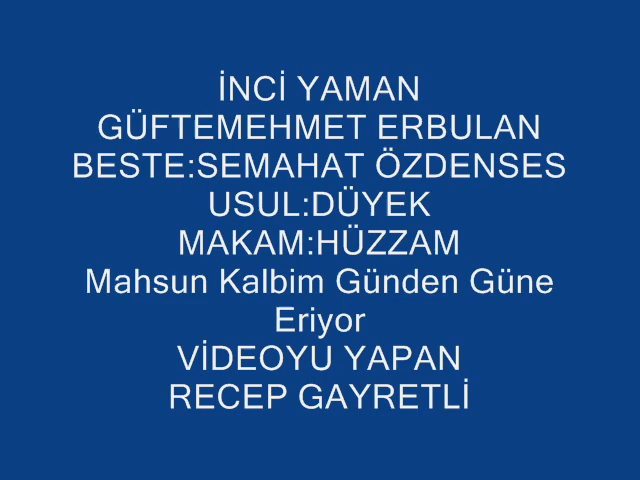 İNCİ YAMAN
GÜFTEMEHMET ERBULAN
BESTE:SEMAHAT ÖZDENSES
USUL:DÜYEK
MAKAM:HÜZZAM
Mahsun Kalbim Günden Güne
Eriyor
VİDEOYU YAPAN
RECEP GAYRETLİ